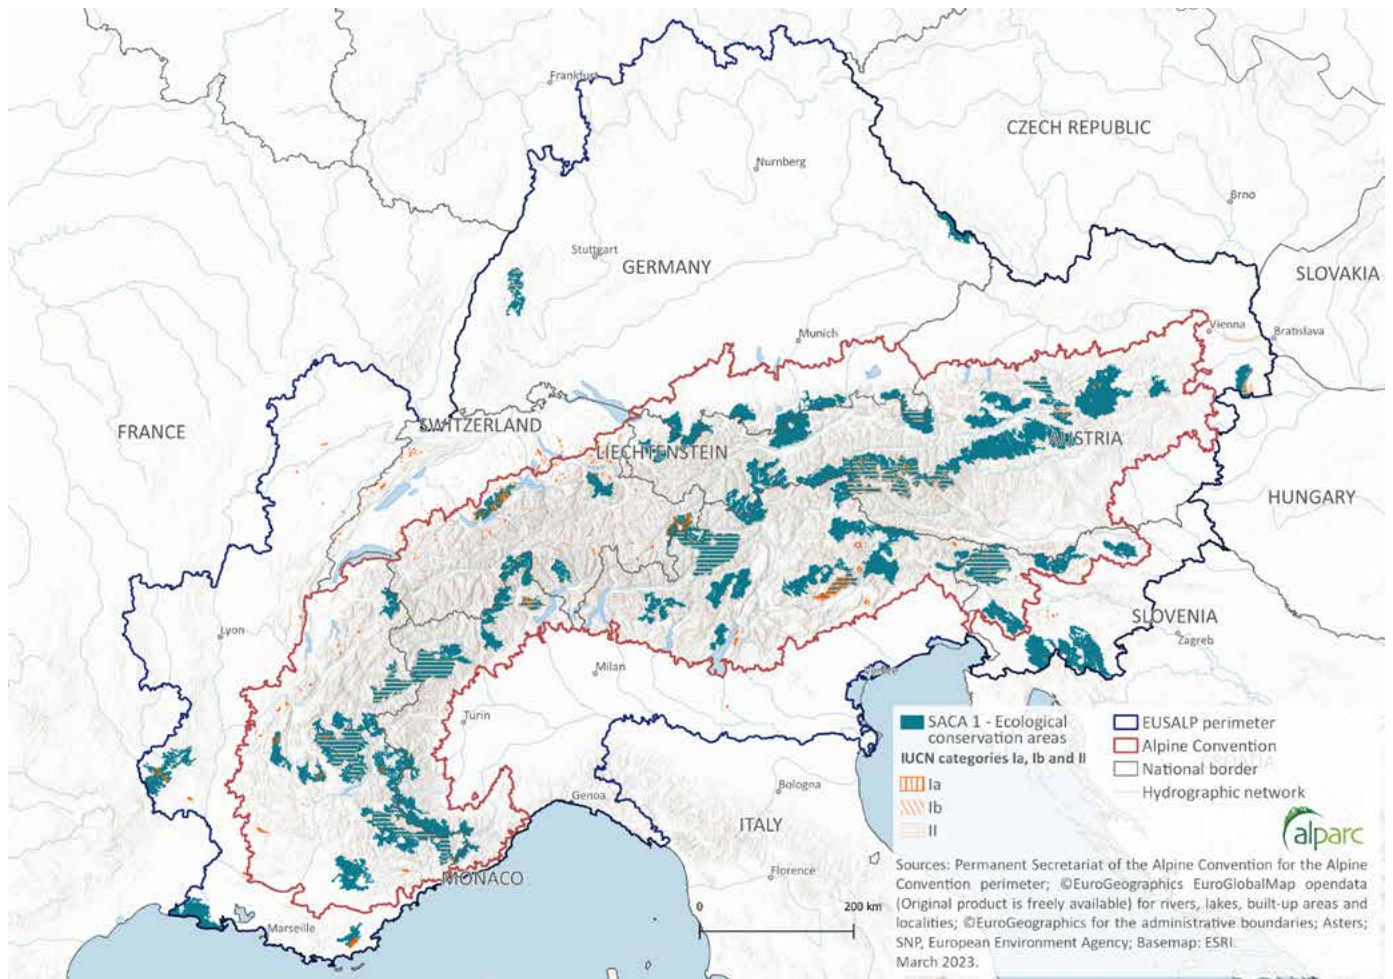 Frankfurt
CZECH REPUBLIC
Nurnberg
Brno
Stuttgart
GERMANY
SLOVAKIA
Munich
Vienna
Bratislava
FRANCE
SWITZERLAND
LIECHTENSTEIN
AUSTRIA
HUNGARY
Lyon
SLOVENIA
Zagreb
Milan
Turin
Genoa
Bologna
ITALY
MONACO
Florence
Marseille
SACA 1 - Ecological
conservation areas
IUCN categories Ia, Ib and II
Ia
Ib
II
EUSALP perimeter
Alpine Convention
National border
Hydrographic network
alparc
0
200 km
Sources: Permanent Secretariat of the Alpine Convention for the Alpine
Convention perimeter; ©EuroGeographics EuroGlobalMap opendata
(Original product is freely available) for rivers, lakes, built-up areas and
localities; ©EuroGeographics for the administrative boundaries; Asters;
SNP, European Environment Agency; Basemap: ESRI.
March 2023.